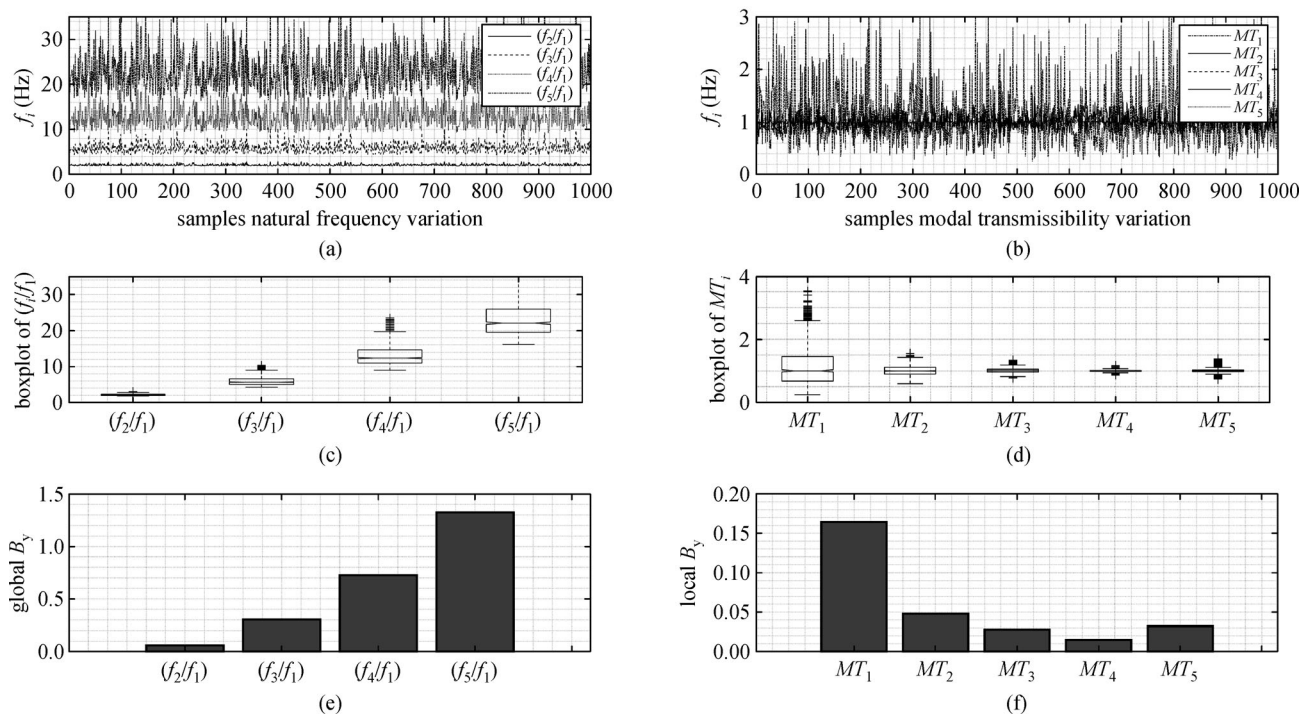 30
20
10
0
f_i (Hz)
(f2/f1)
(f3/f1)
(f4/f1)
(f5/f1)
0 100 200 300 400 500 600 700 800 900 1000
samples natural frequency variation
(a)
3
2
1
0
f_i (Hz)
MT1
MT2
MT3
MT4
MT5
0 100 200 300 400 500 600 700 800 900 1000
samples modal transmissibility variation
(b)
30
20
10
0
boxplot of (f_i/f1)
(f2/f1) (f3/f1) (f4/f1) (f5/f1)
(c)
4
2
0
boxplot of MT_i
MT1 MT2 MT3 MT4 MT5
(d)
1.5
1.0
0.5
0.0
global B_y
(f2/f1) (f3/f1) (f4/f1) (f5/f1)
(e)
0.20
0.15
0.10
0.05
0.00
local B_y
MT1 MT2 MT3 MT4 MT5
(f)